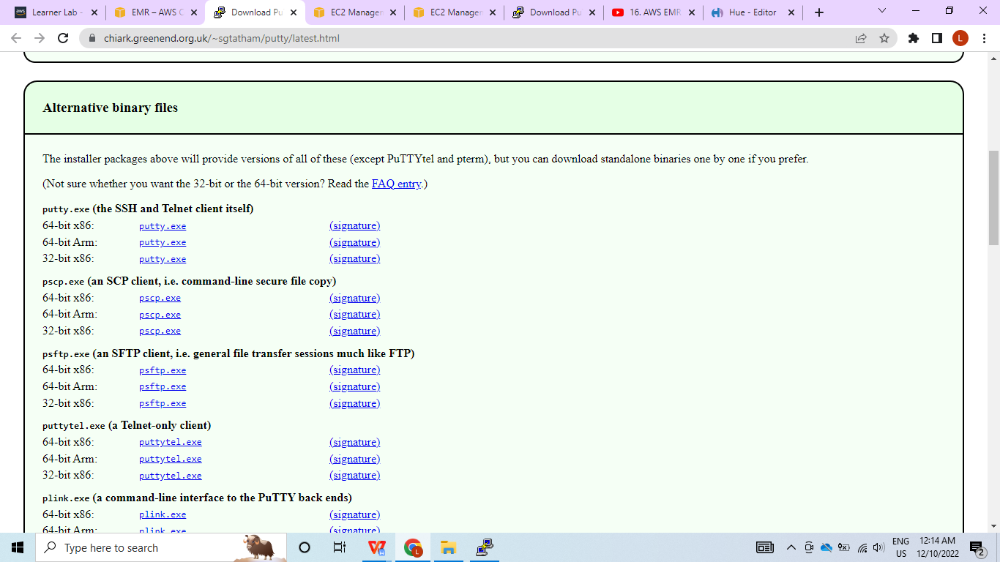 Learner Lab -
EMR – AWS C
Download Pu
EC2 Manager
EC2 Manager
Download Pu
16. AWS EMR
Hue - Editor
chiark.greenend.org.uk/~sgtatham/putty/latest.html
L
Alternative binary files
The installer packages above will provide versions of all of these (except PuTTYtel and pterm), but you can download standalone binaries one by one if you prefer.
(Not sure whether you want the 32-bit or the 64-bit version? Read the FAQ entry.)
putty.exe (the SSH and Telnet client itself)
64-bit x86: putty.exe (signature)
64-bit Arm: putty.exe (signature)
32-bit x86: putty.exe (signature)
pscp.exe (an SCP client, i.e. command-line secure file copy)
64-bit x86: pscp.exe (signature)
64-bit Arm: pscp.exe (signature)
32-bit x86: pscp.exe (signature)
psftp.exe (an SFTP client, i.e. general file transfer sessions much like FTP)
64-bit x86: psftp.exe (signature)
64-bit Arm: psftp.exe (signature)
32-bit x86: psftp.exe (signature)
puttytel.exe (a Telnet-only client)
64-bit x86: puttytel.exe (signature)
64-bit Arm: puttytel.exe (signature)
32-bit x86: puttytel.exe (signature)
plink.exe (a command-line interface to the PuTTY back ends)
64-bit x86: plink.exe (signature)
64-bit Arm: plink.exe (signature)
Type here to search
ENG
US
12:14 AM
12/10/2022
2